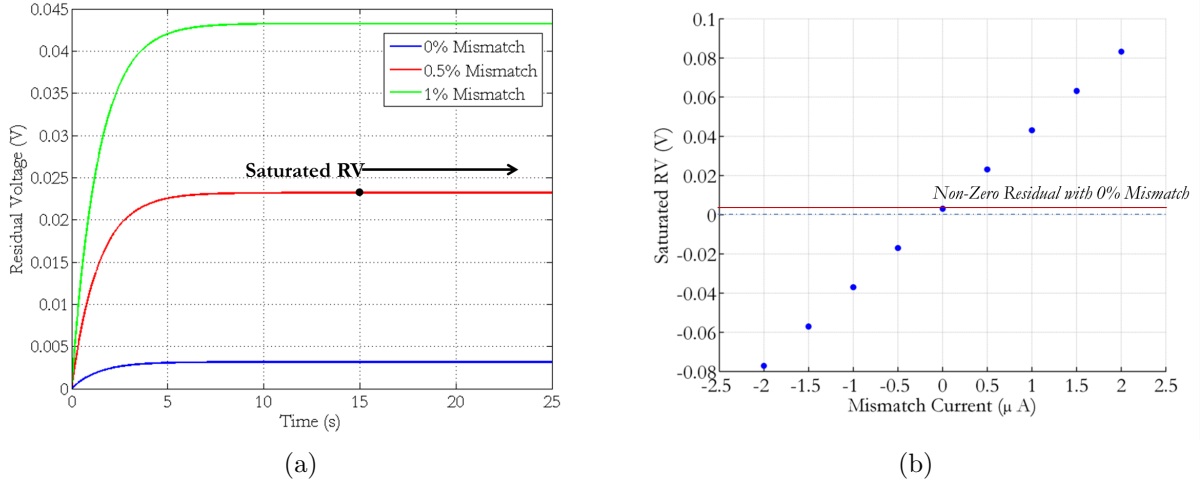 0.045
0.04
0.035
0.03
0.025
0.02
0.015
0.01
0.005
0
Residual Voltage (V)
0% Mismatch
0.5% Mismatch
1% Mismatch
Saturated RV
0 5 10 15 20 25
Time (s)
(a)
0.1
0.08
0.06
0.04
0.02
0
-0.02
-0.04
-0.06
-0.08
Saturated RV (V)
Non-Zero Residual with 0% Mismatch
-2.5 -2 -1.5 -1 -0.5 0 0.5 1 1.5 2 2.5
Mismatch Current (μ A)
(b)